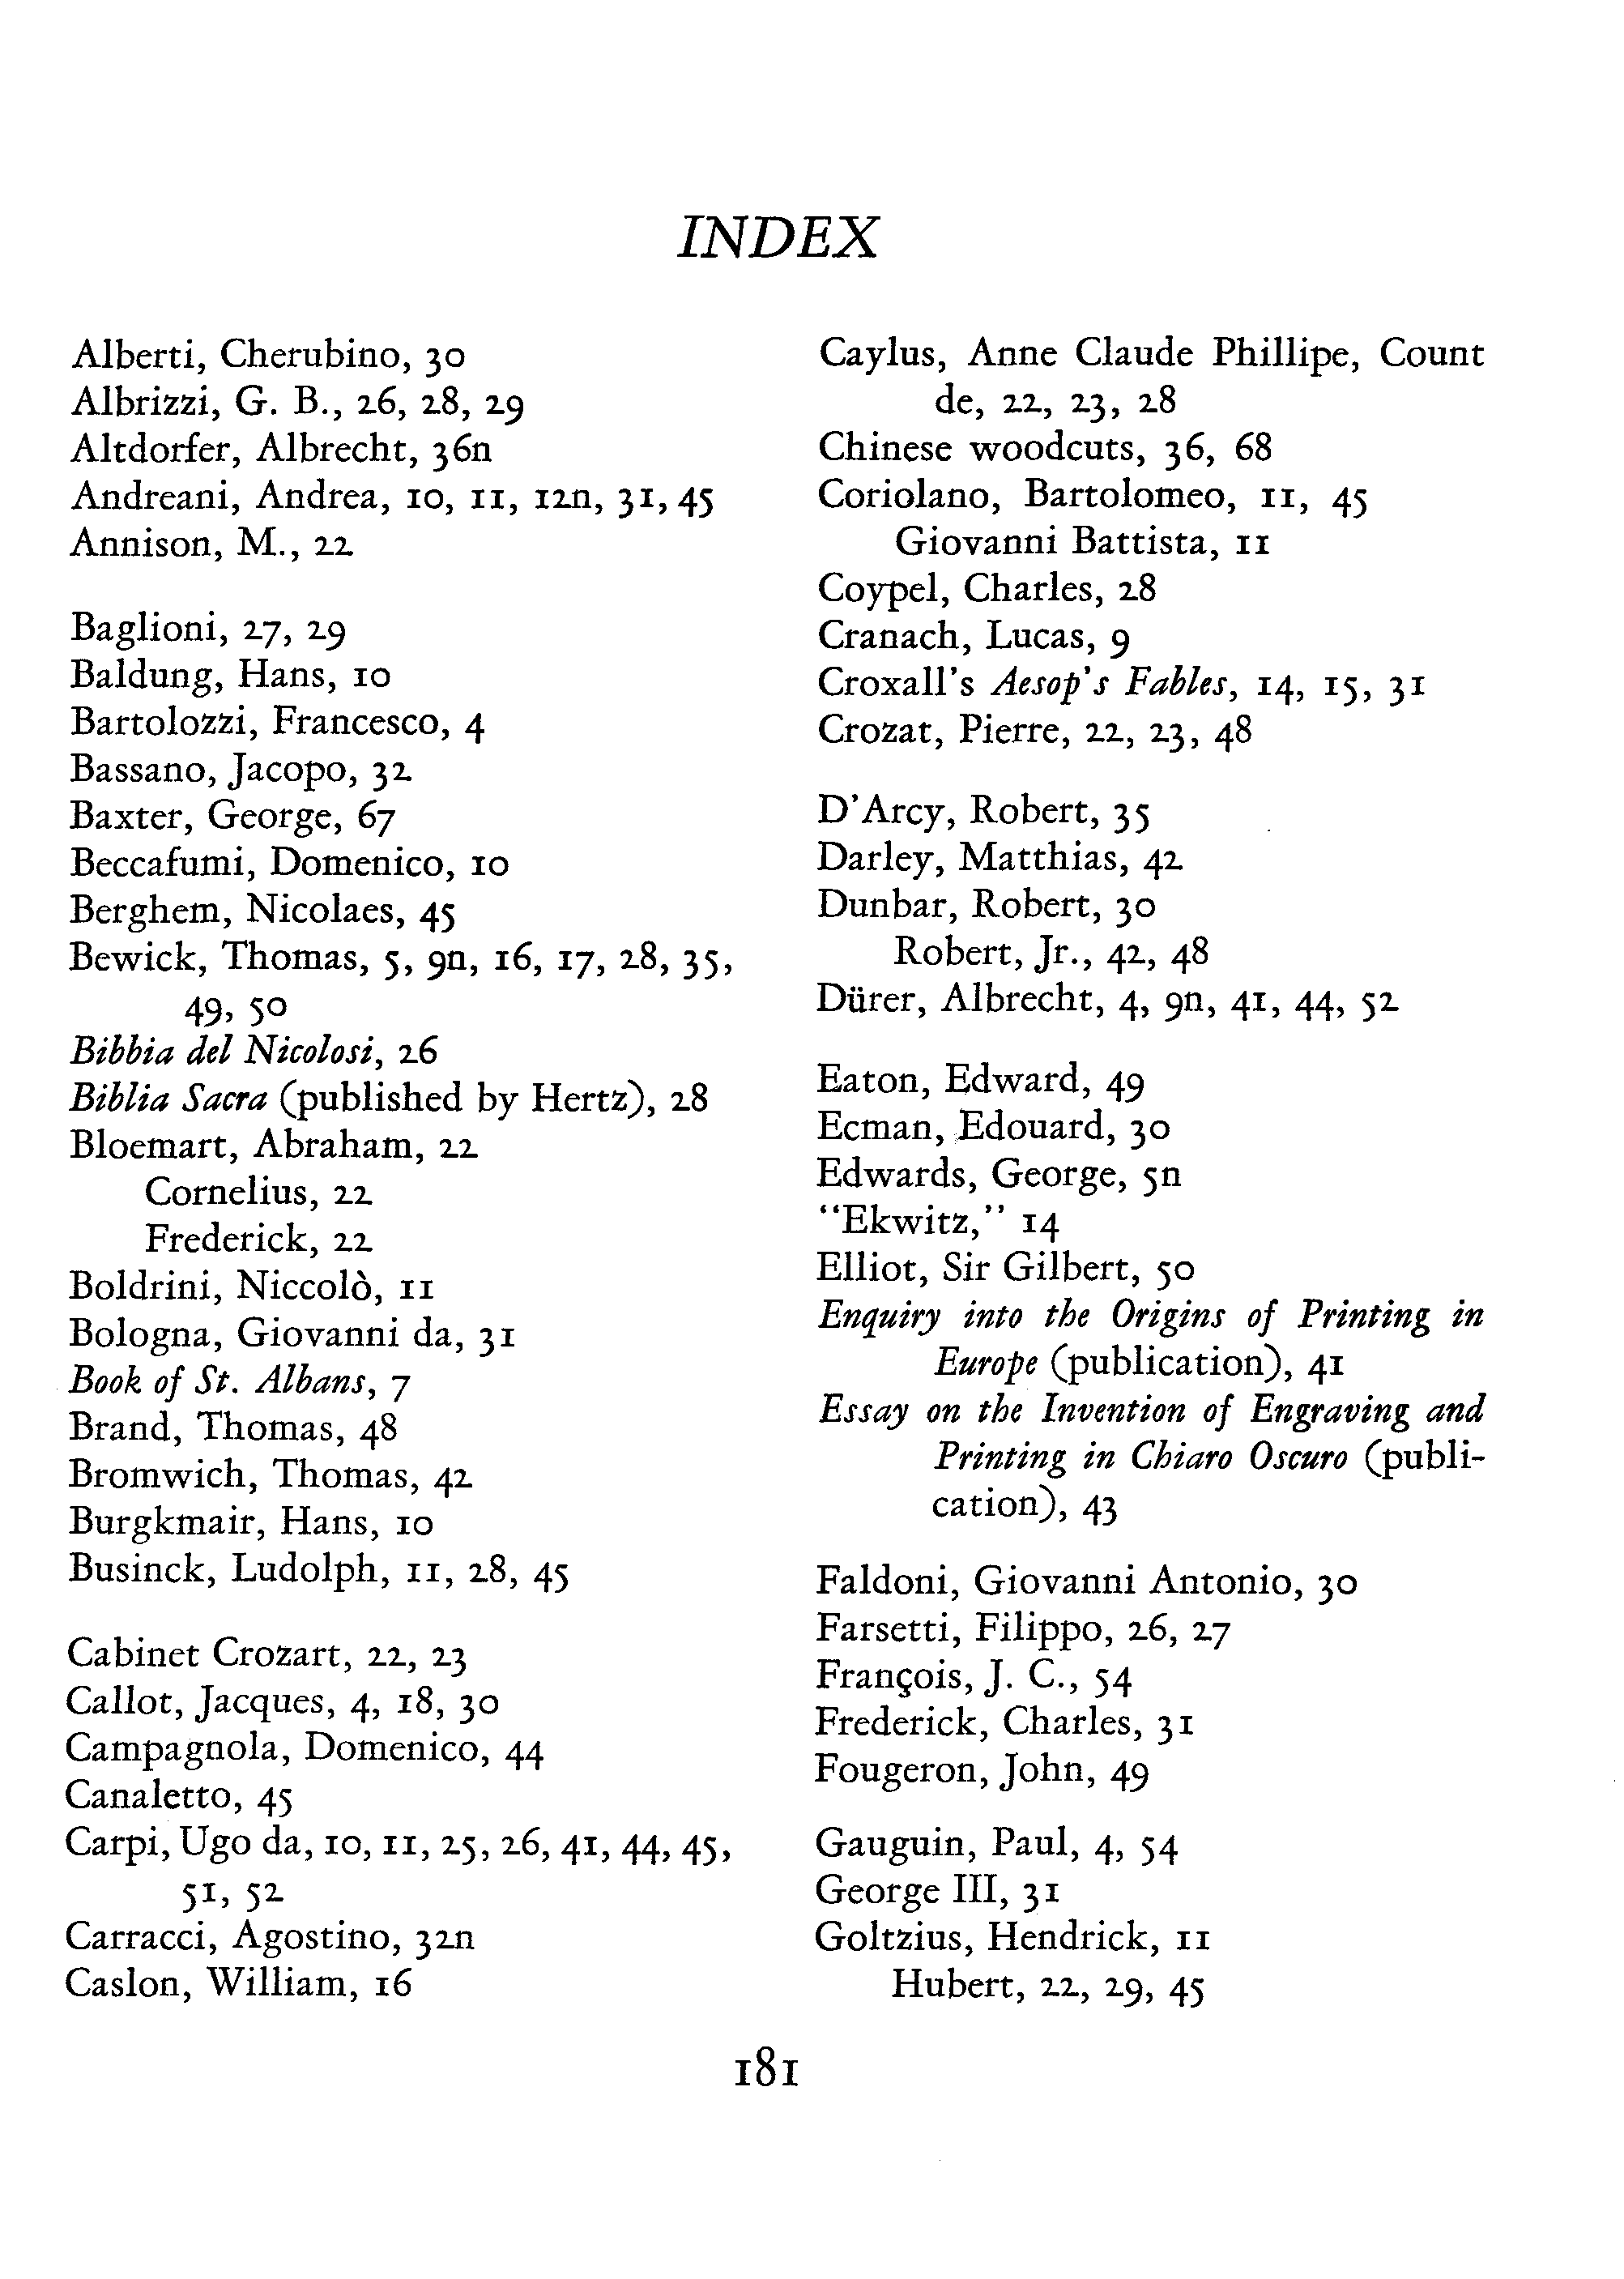 INDEX
Alberti, Cherubino, 30
Albrizzi, G. B., 26, 28, 29
Altdorfer, Albrecht, 36n
Andreani, Andrea, 10, 11, 12n, 31, 45
Annison, M., 22
Baglioni, 27, 29
Baldung, Hans, 10
Bartolozzi, Francesco, 4
Bassano, Jacopo, 32
Baxter, George, 67
Beccafumi, Domenico, 10
Berghem, Nicolaes, 45
Bewick, Thomas, 5, 9n, 16, 17, 28, 35,
49, 50
Bibbia del Nicolosi, 26
Biblia Sacra (published by Hertz), 28
Bloemart, Abraham, 22
Cornelius, 22
Frederick, 22
Boldrini, Niccolò, 11
Bologna, Giovanni da, 31
Book of St. Albans, 7
Brand, Thomas, 48
Bromwich, Thomas, 42
Burgkmair, Hans, 10
Businck, Ludolph, 11, 28, 45
Cabinet Crozart, 22, 23
Callot, Jacques, 4, 18, 30
Campagnola, Domenico, 44
Canaletto, 45
Carpi, Ugo da, 10, 11, 25, 26, 41, 44, 45,
51, 52
Carracci, Agostino, 32n
Caslon, William, 16
Caylus, Anne Claude Phillipe, Count
de, 22, 23, 28
Chinese woodcuts, 36, 68
Coriolano, Bartolomeo, 11, 45
Giovanni Battista, 11
Coypel, Charles, 28
Cranach, Lucas, 9
Croxall's Aesop's Fables, 14, 15, 31
Crozat, Pierre, 22, 23, 48
D'Arcy, Robert, 35
Darley, Matthias, 42
Dunbar, Robert, 30
Robert, Jr., 42, 48
Dürer, Albrecht, 4, 9n, 41, 44, 52
Eaton, Edward, 49
Ecman, Edouard, 30
Edwards, George, 5n
"Ekwitz," 14
Elliot, Sir Gilbert, 50
Enquiry into the Origins of Printing in
Europe (publication), 41
Essay on the Invention of Engraving and
Printing in Chiaro Oscuro (publi-
cation), 43
Faldoni, Giovanni Antonio, 30
Farsetti, Filippo, 26, 27
François, J. C., 54
Frederick, Charles, 31
Fougeron, John, 49
Gauguin, Paul, 4, 54
George III, 31
Goltzius, Hendrick, 11
Hubert, 22, 29, 45
181